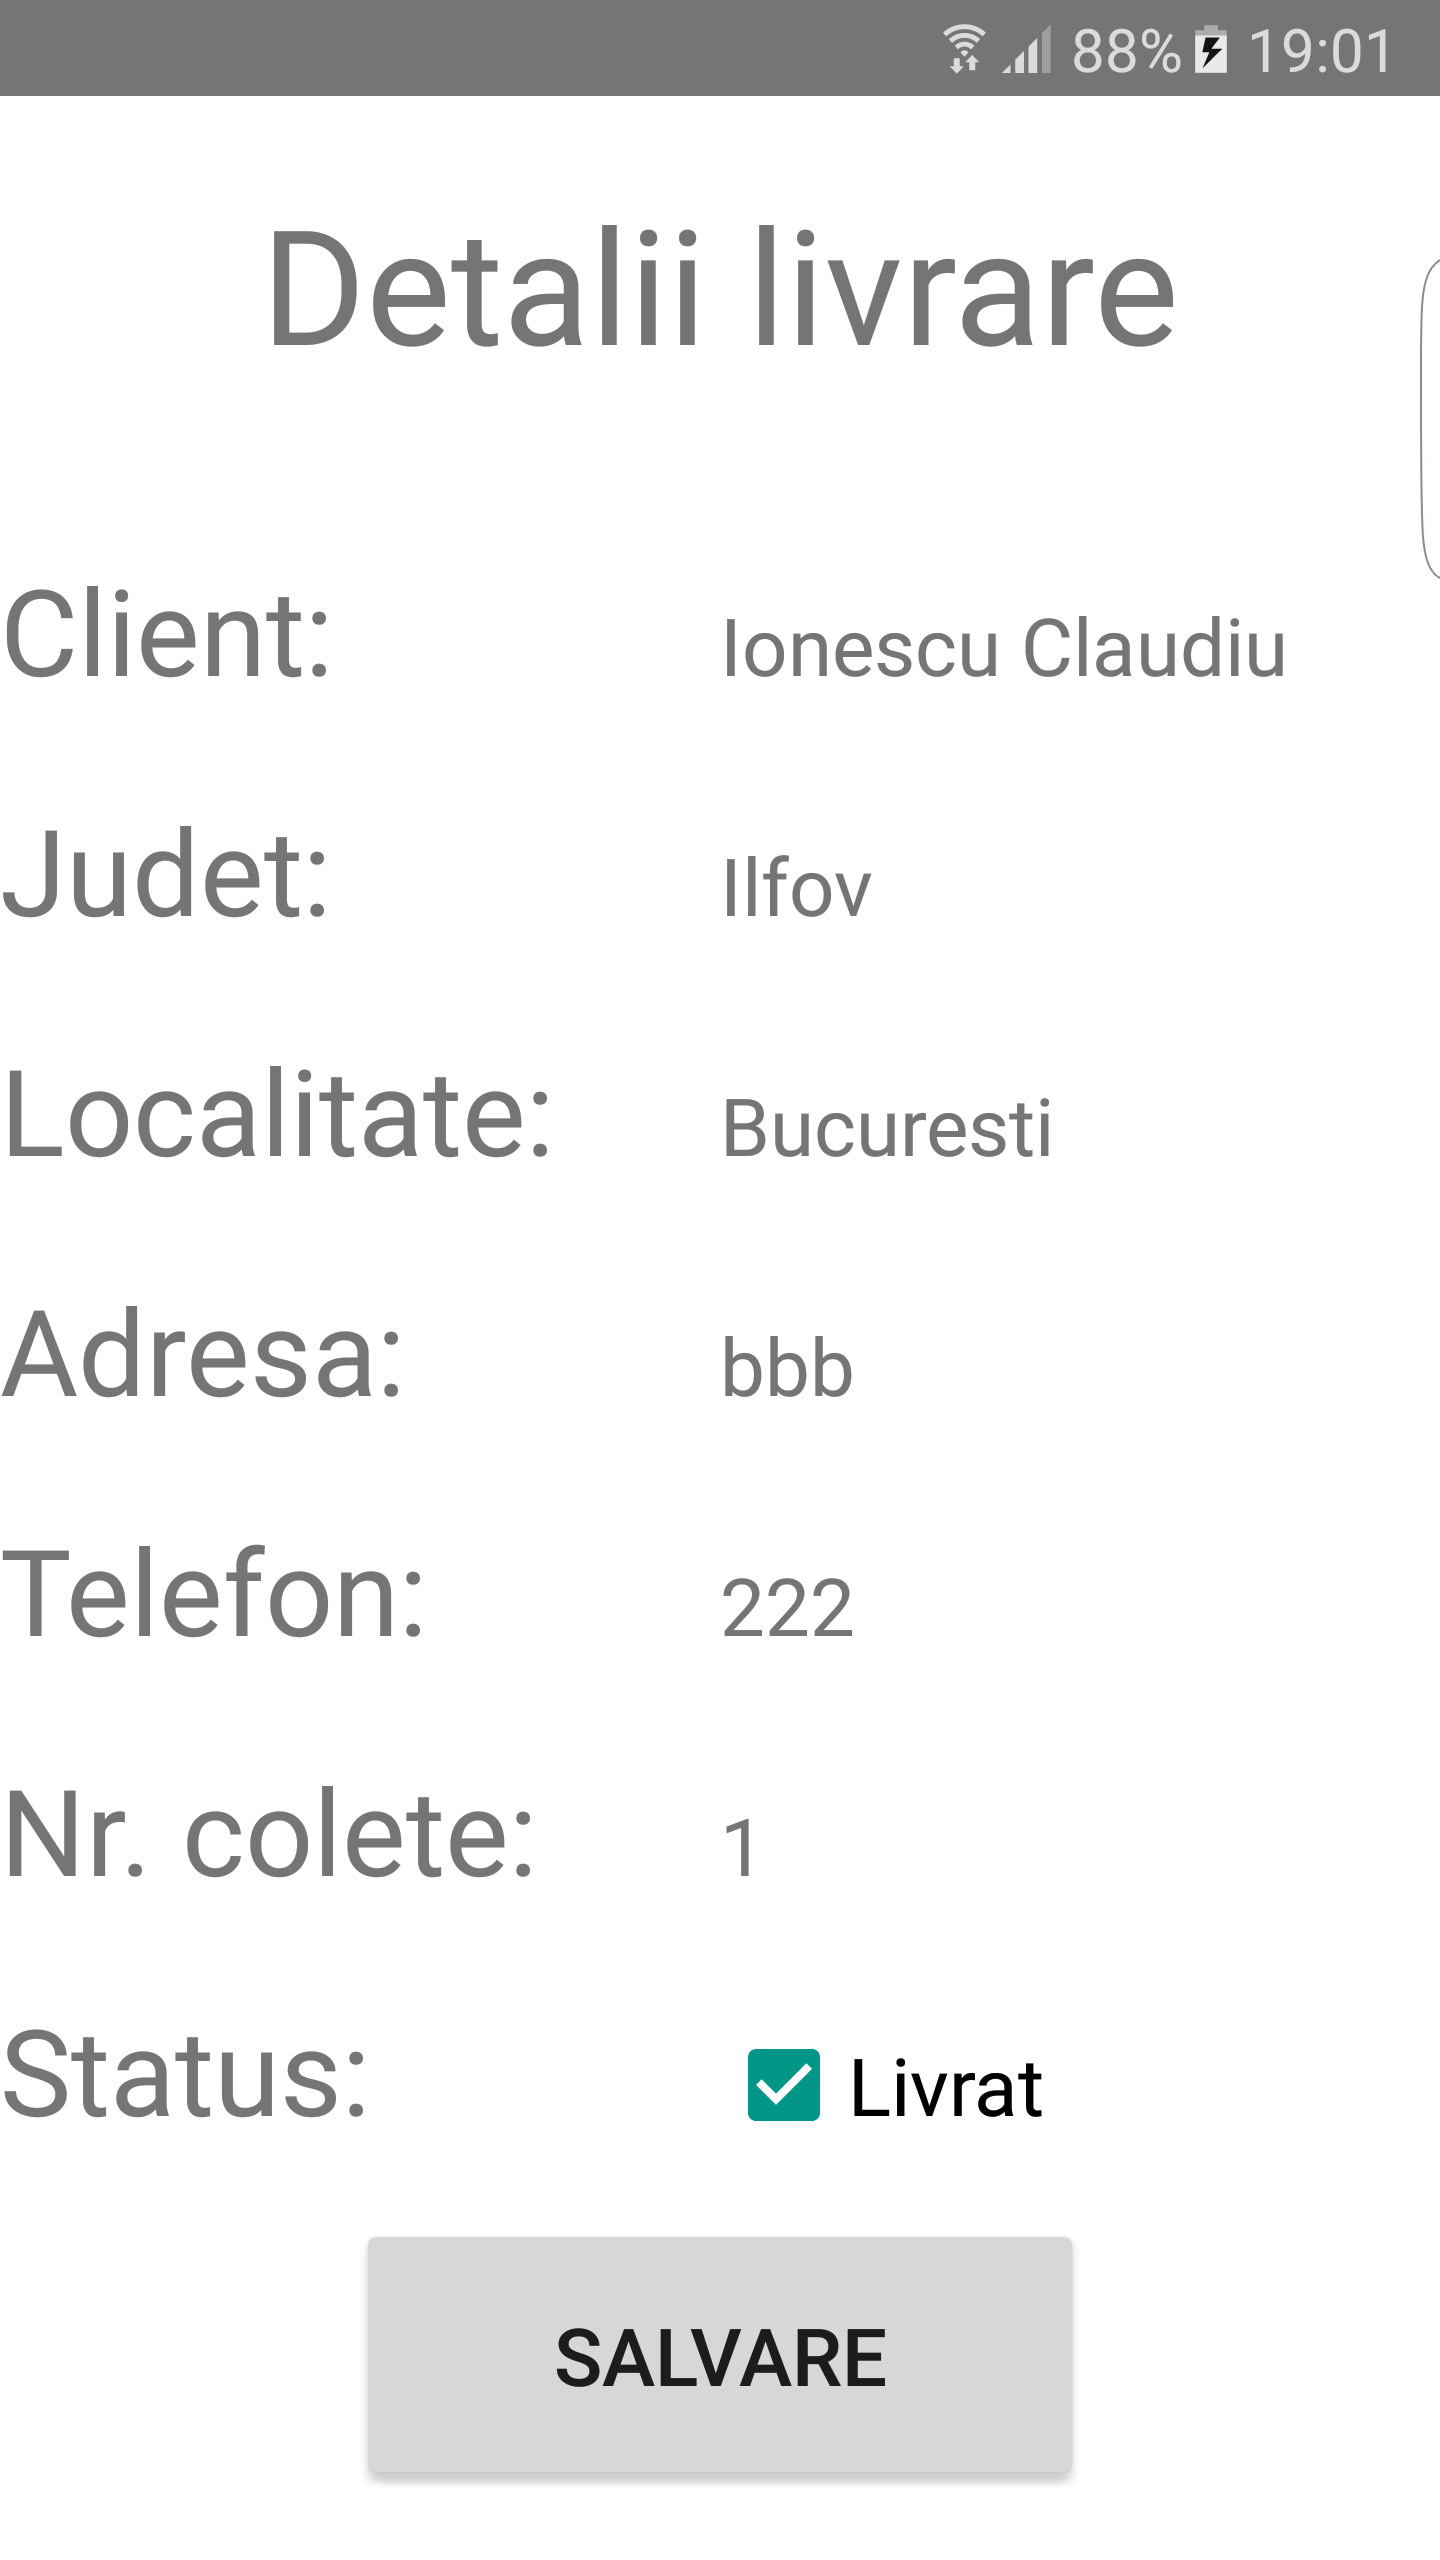 88% 19:01
Detalii livrare
Client: Ionescu Claudiu
Judet: Ilfov
Localitate: Bucuresti
Adresa: bbb
Telefon: 222
Nr. colete: 1
Status: Livrat
SALVARE